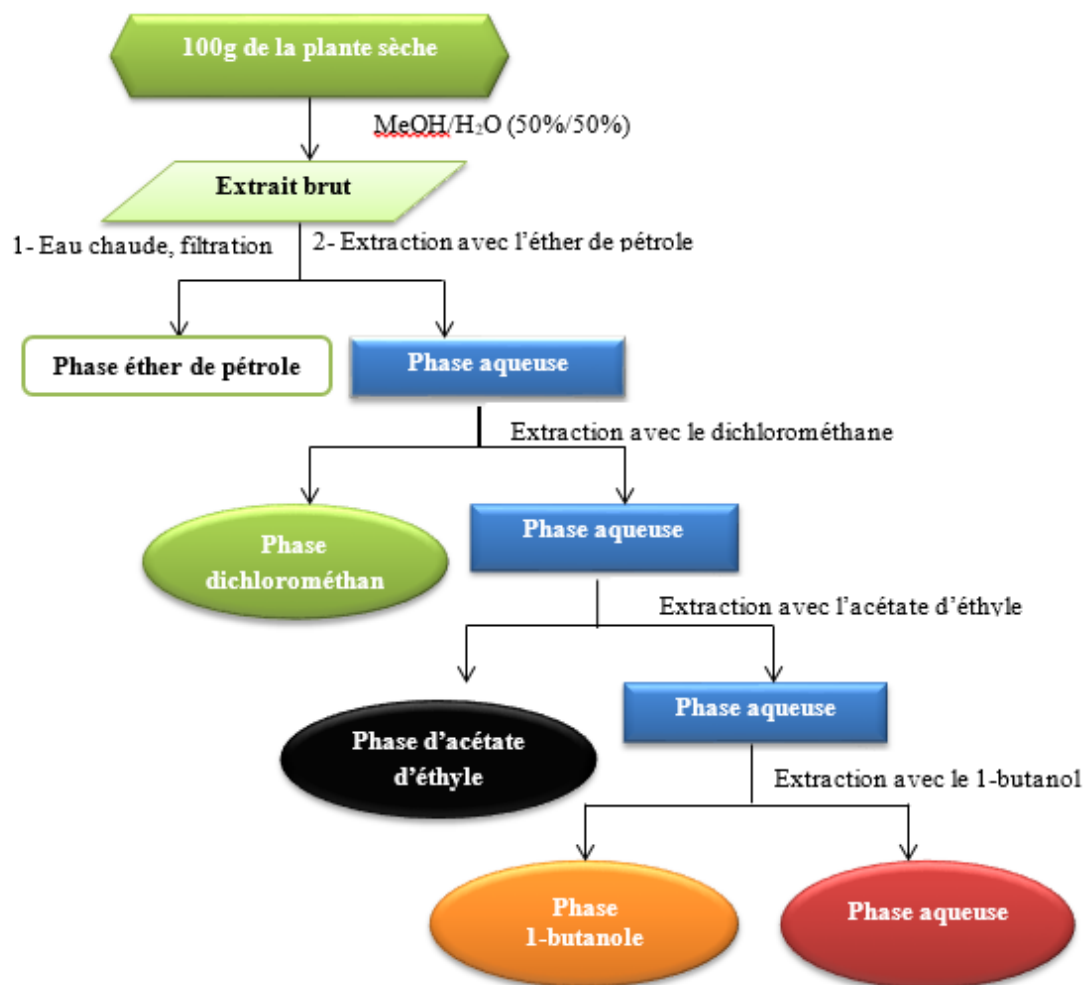 100g de la plante sèche
MeOH/H₂O (50%/50%)
Extrait brut
1- Eau chaude, filtration
2- Extraction avec l’éther de pétrole
Phase éther de pétrole
Phase aqueuse
Extraction avec le dichlorométhane
Phase
dichlorométhan
Phase aqueuse
Extraction avec l’acétate d’éthyle
Phase d’acétate
d’éthyle
Phase aqueuse
Extraction avec le 1-butanol
Phase
1-butanole
Phase aqueuse